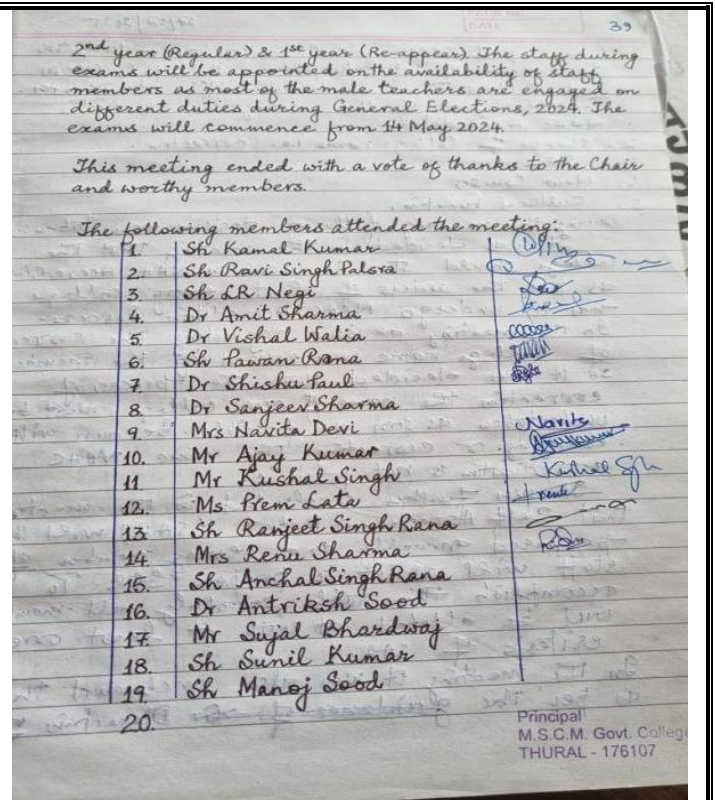 39
2nd year (Regular) & 1st year (Re-appear). The staff during
exams will be appointed on the availability of staff
members as most of the male teachers are engaged on
different duties during General Elections, 2024. The
exams will commence from 14 May 2024.
This meeting ended with a vote of thanks to the Chair
and worthy members.
The following members attended the meeting:
1. Sh Kamal Kumar
2. Sh Ravi Singh Palsra
3. Sh LR Negi
4. Dr Amit Sharma
5. Dr Vishal Walia
6. Sh Pawan Rana
7. Dr Shishu Paul
8. Dr Sanjeev Sharma
9. Mrs Navita Devi Navita
10. Mr Ajay Kumar
11 Mr Kushal Singh Kushal Sgh
12. Ms Prem Lata
13 Sh Ranjeet Singh Rana
14 Mrs Renu Sharma
15. Sh Anchal Singh Rana
16. Dr Antriksh Sood
17 Mr Sujal Bhardwaj
18 Sh Sunil Kumar
19. Sh Manoj Sood
20.
Principal
M.S.C.M. Govt. College
THURAL - 176107